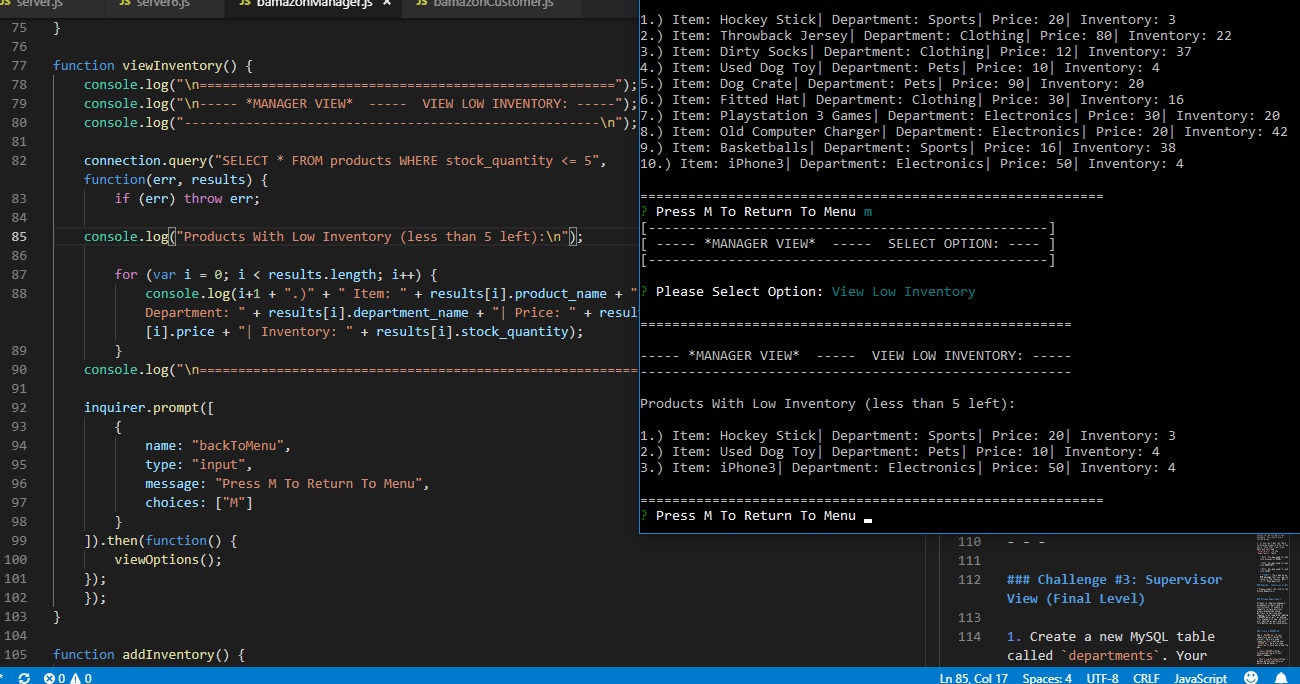 server.js server6.js bamazonManager.js × bamazonCustomer.js
75 }
76
77 function viewInventory() {
78 console.log("\n====================================================");
79 console.log("\n----- *MANAGER VIEW*  -----  VIEW LOW INVENTORY: -----");
80 console.log("----------------------------------------------------\n");
81
82 connection.query("SELECT * FROM products WHERE stock_quantity <= 5",
function(err, results) {
83 if (err) throw err;
84
85 console.log("Products With Low Inventory (less than 5 left):\n");
86
87 for (var i = 0; i < results.length; i++) {
88 console.log(i+1 + ".)" + " Item: " + results[i].product_name + "
Department: " + results[i].department_name + "| Price: " + resul
[i].price + "| Inventory: " + results[i].stock_quantity);
89 }
90 console.log("\n=======================================================
91
92 inquirer.prompt([
93 {
94 name: "backToMenu",
95 type: "input",
96 message: "Press M To Return To Menu",
97 choices: ["M"]
98 }
99 ]).then(function() {
100 viewOptions();
101 });
102 });
103 }
104
105 function addInventory() {
1.) Item: Hockey Stick| Department: Sports| Price: 20| Inventory: 3
2.) Item: Throwback Jersey| Department: Clothing| Price: 80| Inventory: 22
3.) Item: Dirty Socks| Department: Clothing| Price: 12| Inventory: 37
4.) Item: Used Dog Toy| Department: Pets| Price: 10| Inventory: 4
5.) Item: Dog Crate| Department: Pets| Price: 90| Inventory: 20
6.) Item: Fitted Hat| Department: Clothing| Price: 30| Inventory: 16
7.) Item: Playstation 3 Games| Department: Electronics| Price: 30| Inventory: 20
8.) Item: Old Computer Charger| Department: Electronics| Price: 20| Inventory: 42
9.) Item: Basketballs| Department: Sports| Price: 16| Inventory: 38
10.) Item: iPhone3| Department: Electronics| Price: 50| Inventory: 4
==========================================================
? Press M To Return To Menu m
[--------------------------------------------------]
[ ----- *MANAGER VIEW*  -----  SELECT OPTION: ---- ]
[--------------------------------------------------]
? Please Select Option: View Low Inventory
======================================================
----- *MANAGER VIEW*  -----  VIEW LOW INVENTORY: -----
------------------------------------------------------
Products With Low Inventory (less than 5 left):
1.) Item: Hockey Stick| Department: Sports| Price: 20| Inventory: 3
2.) Item: Used Dog Toy| Department: Pets| Price: 10| Inventory: 4
3.) Item: iPhone3| Department: Electronics| Price: 50| Inventory: 4
==========================================================
? Press M To Return To Menu
110 - - -
111
112 ### Challenge #3: Supervisor
View (Final Level)
113
114 1. Create a new MySQL table
called `departments`. Your
0 0 Ln 85, Col 17 Spaces: 4 UTF-8 CRLF JavaScript